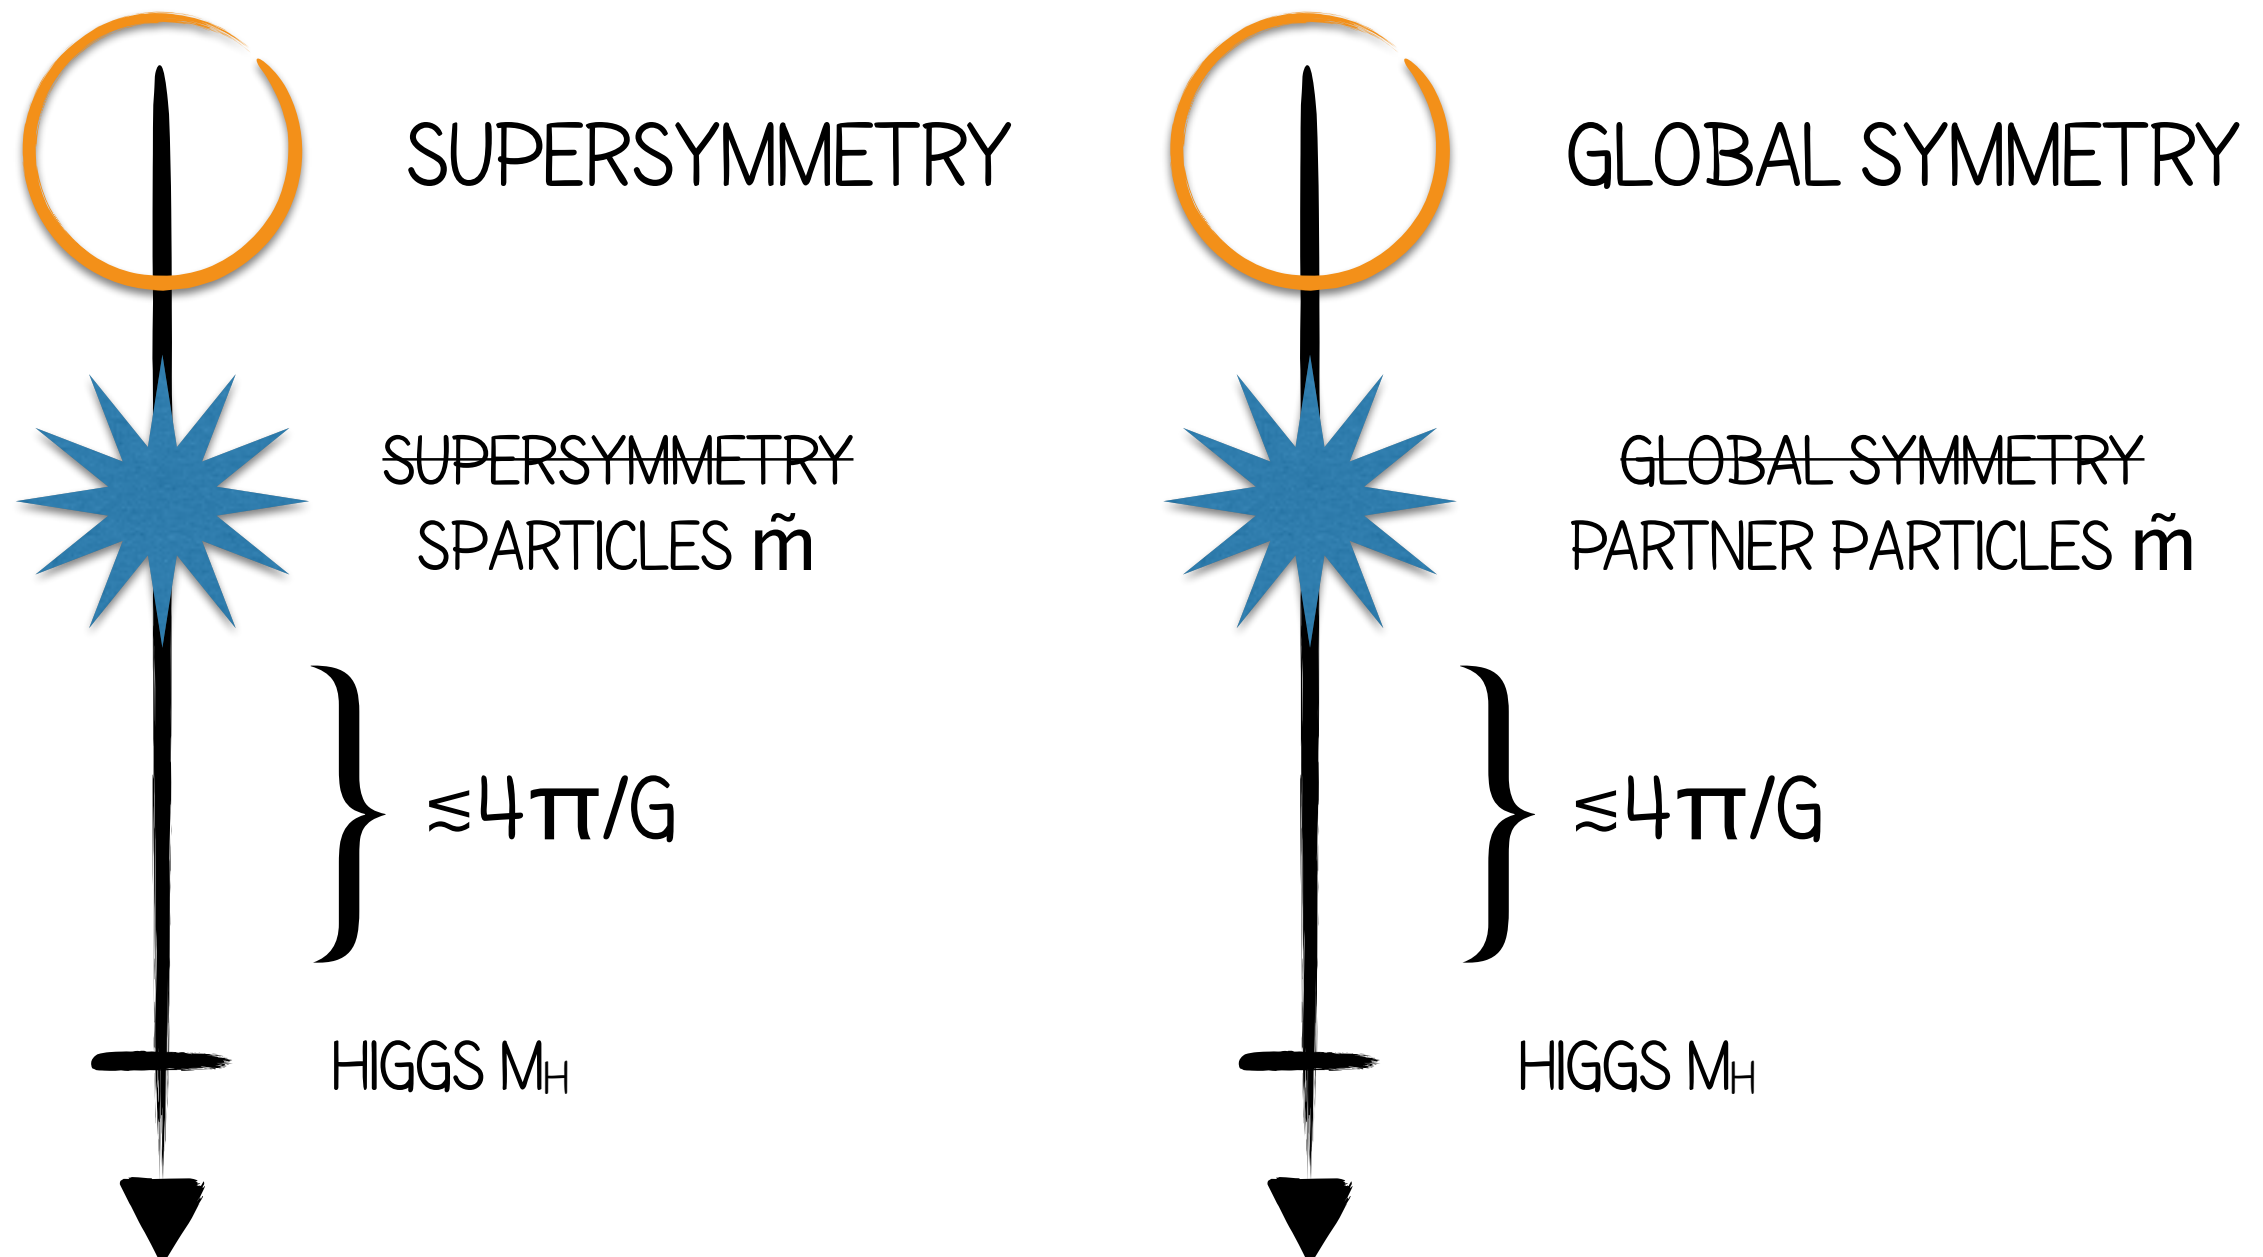 SUPERSYMMETRY
SUPERSYMMETRY
SPARTICLES m̃
≲4π/G
HIGGS MH
GLOBAL SYMMETRY
GLOBAL SYMMETRY
PARTNER PARTICLES m̃
≲4π/G
HIGGS MH